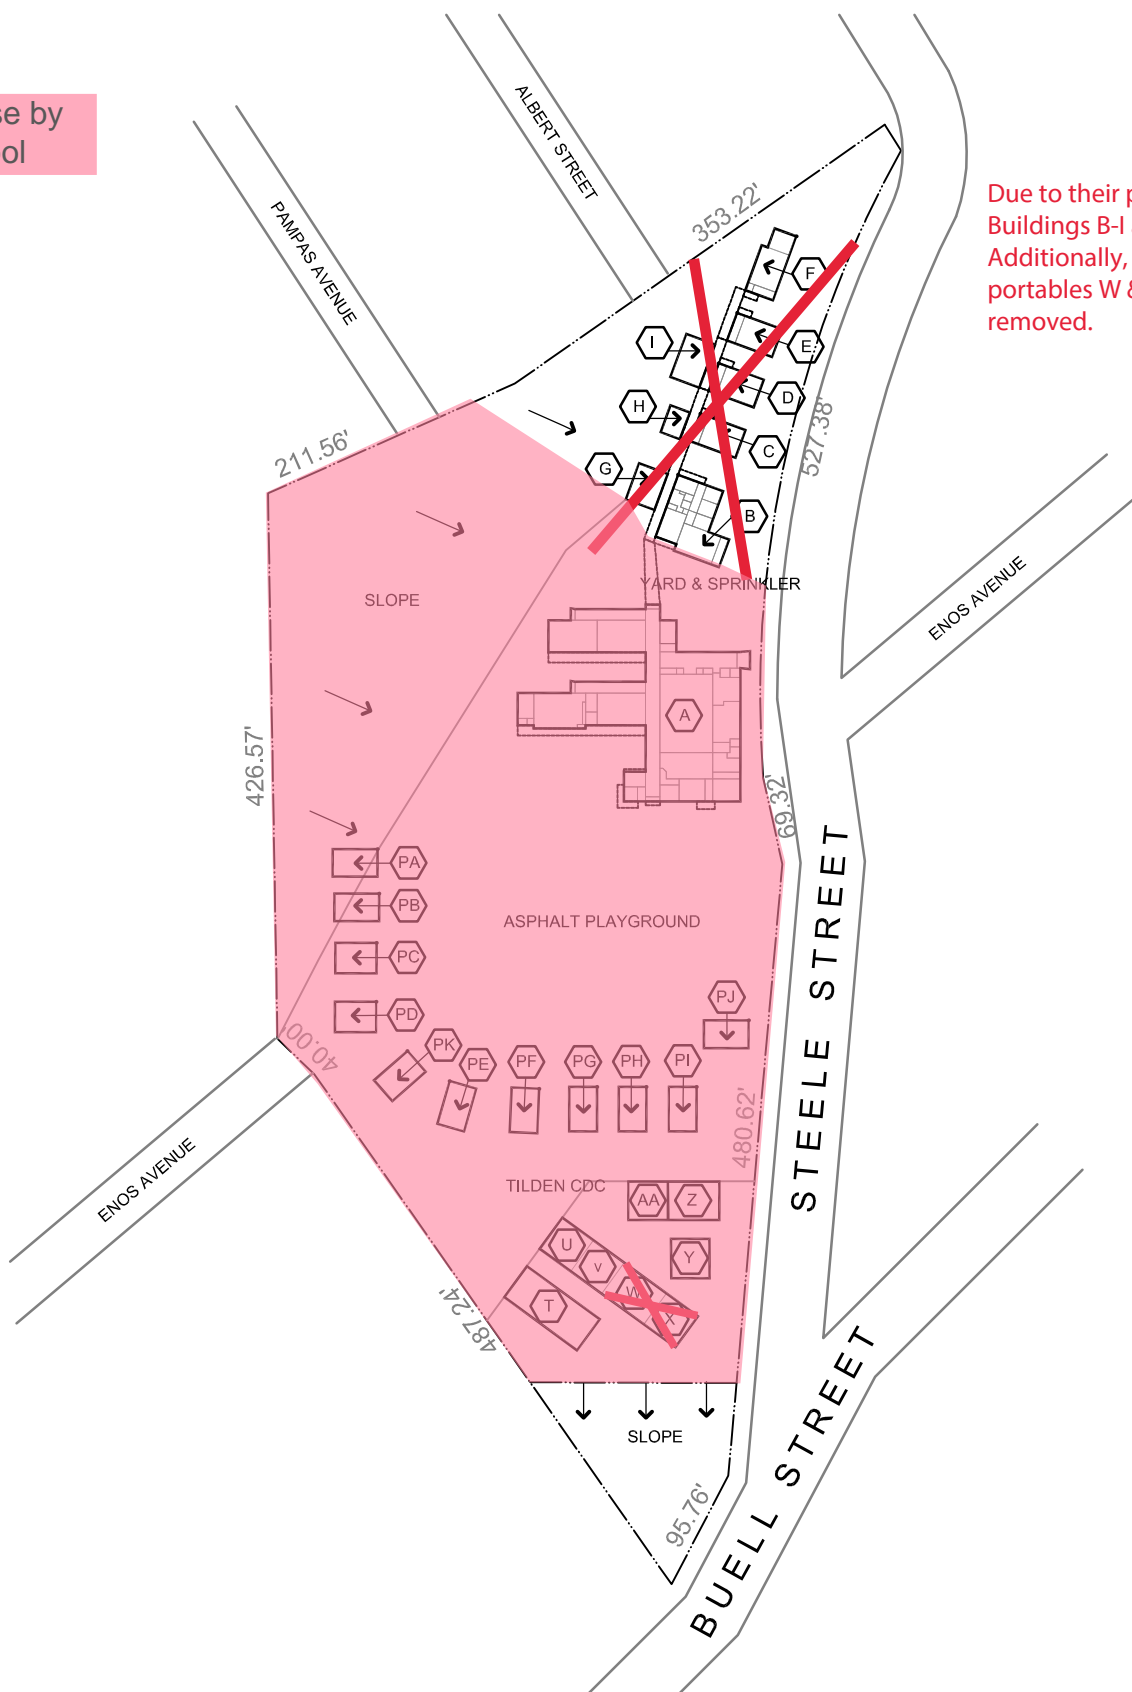 se by
ol
ALBERT STREET
PAMPAS AVENUE
353.22'
Due to their p
Buildings B-I
Additionally,
portables W &
removed.
F
I
E
D
H
527.38'
C
211.56'
G
B
YARD & SPRINKLER
ENOS AVENUE
SLOPE
A
426.57'
69.32'
PA
PB
ASPHALT PLAYGROUND
PC
STEELE STREET
PJ
PD
40.00'
PK
PE
PF
PG
PH
PI
480.62'
ENOS AVENUE
TILDEN CDC
AA
Z
U
V
Y
W
T
X
487.24'
SLOPE
BUELL STREET
95.76'